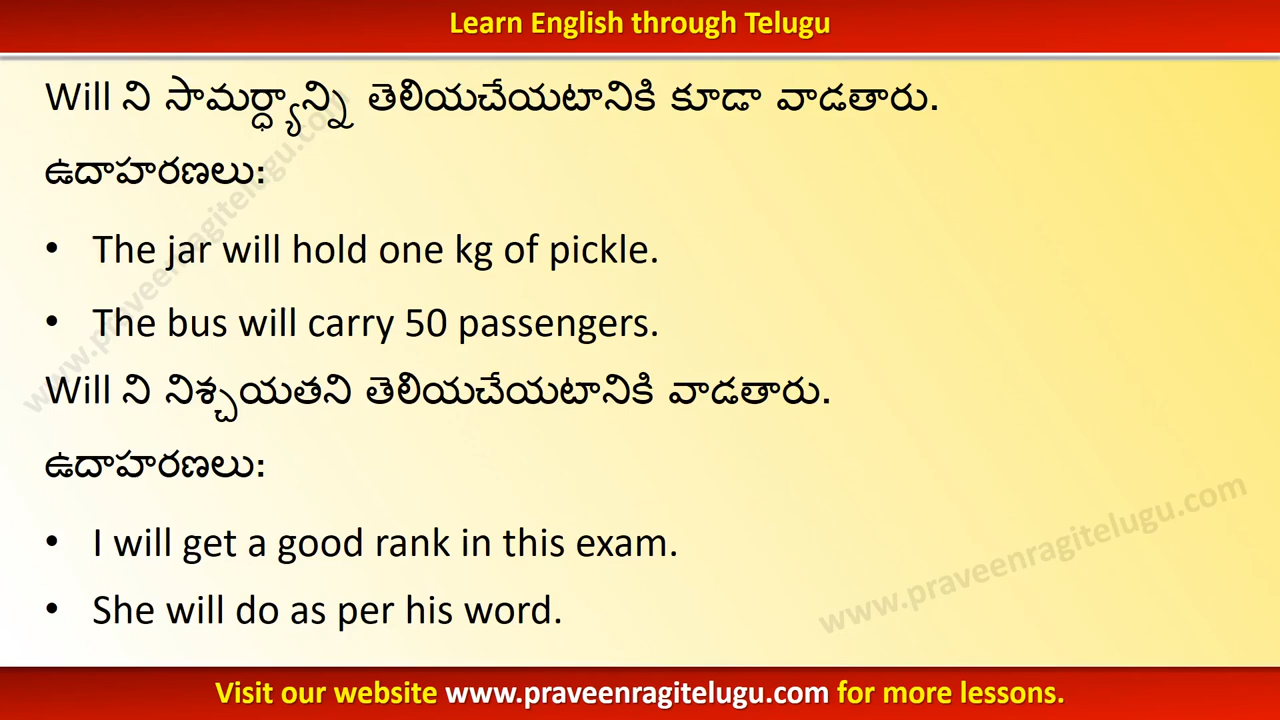 Learn English through Telugu
Will ని సామర్ధ్యాన్ని తెలియచేయటానికి కూడా వాడతారు.
ఉదాహరణలు:
• The jar will hold one kg of pickle.
• The bus will carry 50 passengers.
Will ని నిశ్చయతని తెలియచేయటానికి వాడతారు.
ఉదాహరణలు:
• I will get a good rank in this exam.
• She will do as per his word.
www.praveenragitelugu.com
www.praveenragitelugu.com
Visit our website www.praveenragitelugu.com for more lessons.